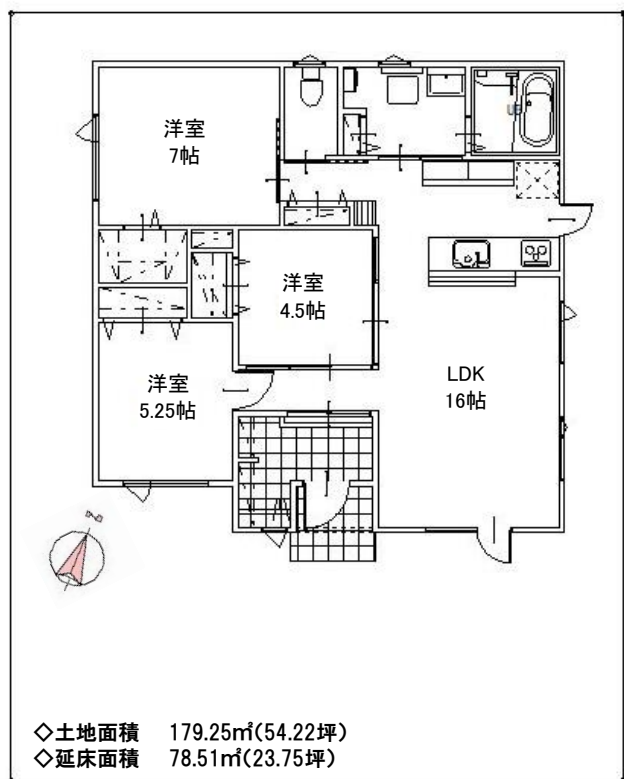 洋室
7帖
UB
洋室
4.5帖
洋室
5.25帖
LDK
16帖
N
◇土地面積 179.25㎡(54.22坪)
◇延床面積 78.51㎡(23.75坪)